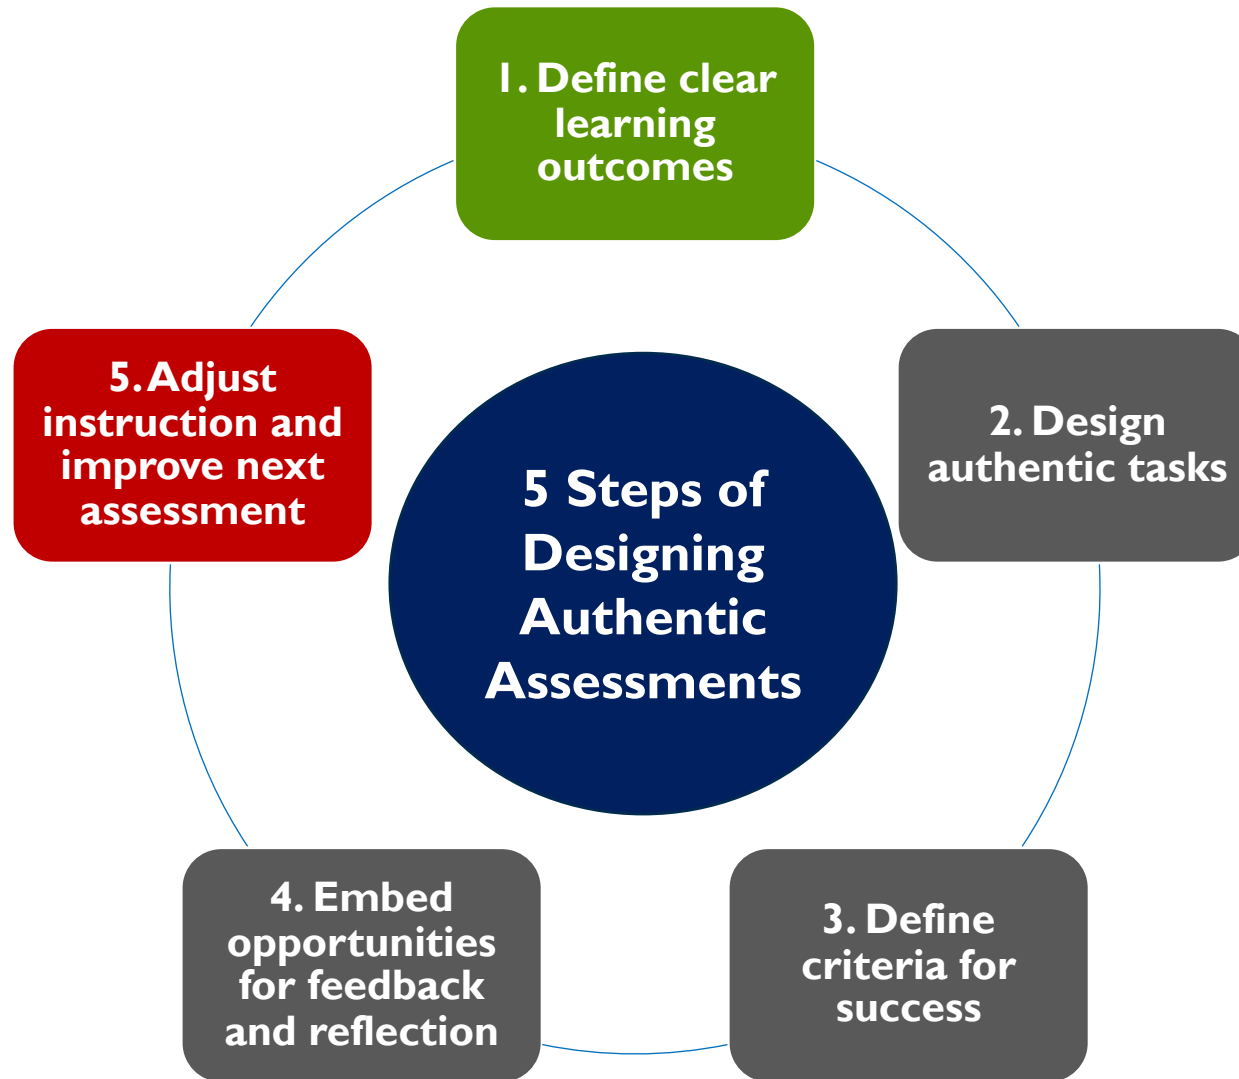 1. Define clear
learning
outcomes
2. Design
authentic tasks
3. Define
criteria for
success
4. Embed
opportunities
for feedback
and reflection
5. Adjust
instruction and
improve next
assessment
5 Steps of
Designing
Authentic
Assessments